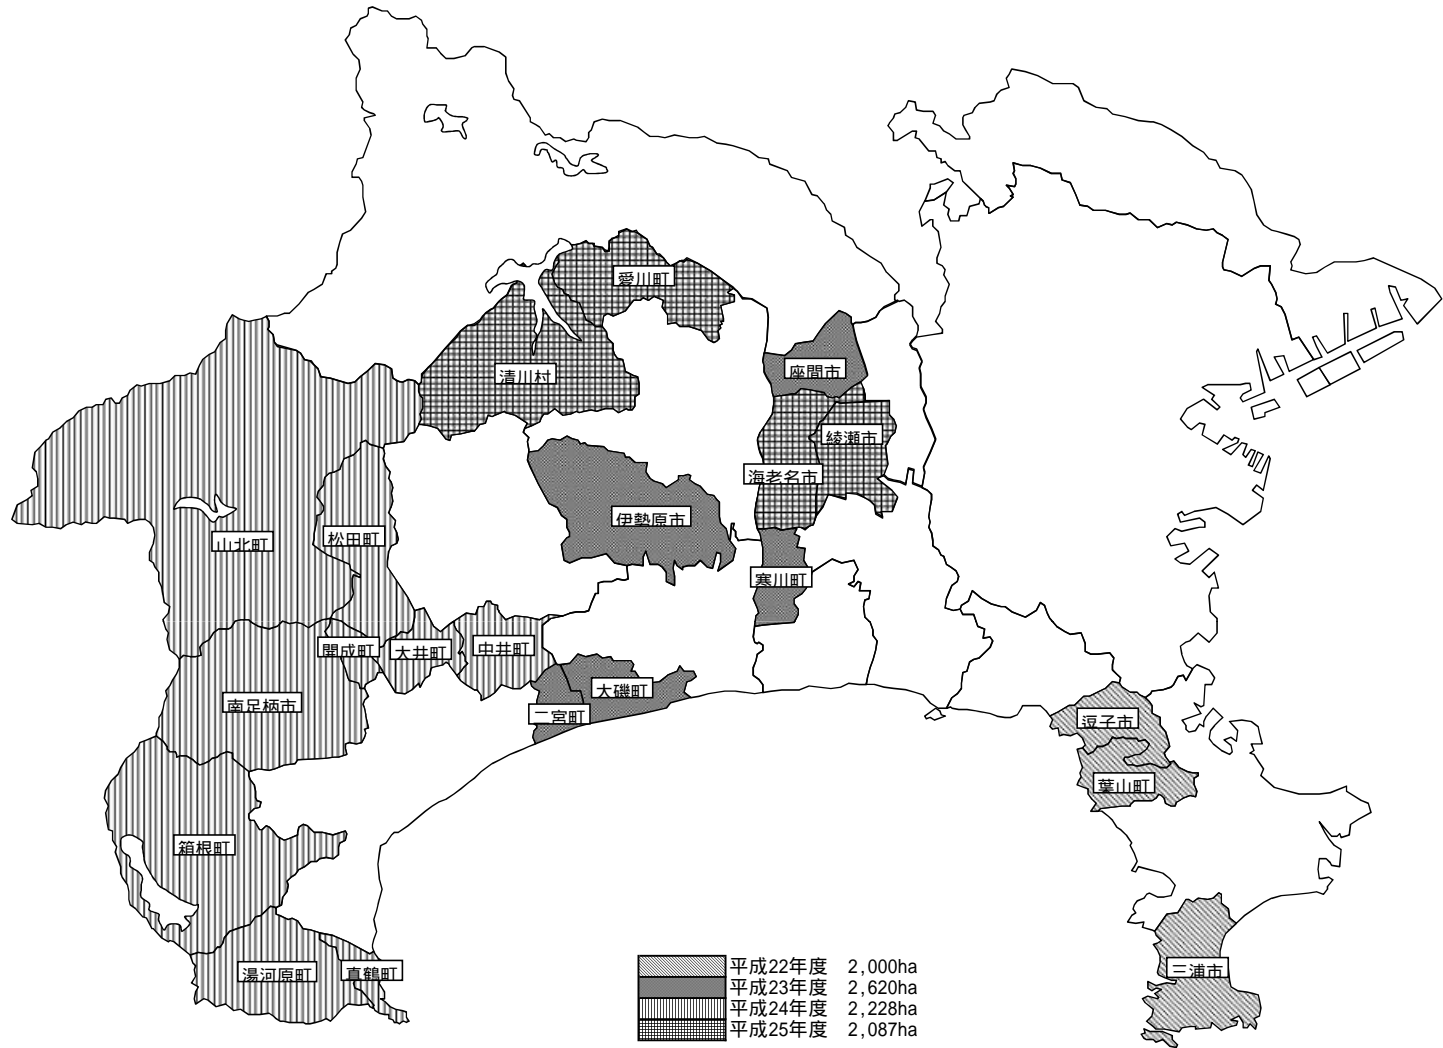 愛川町
座間市
清川村
綾瀬市
海老名市
伊勢原市
山北町
松田町
寒川町
開成町
大井町
中井町
大磯町
南足柄市
二宮町
逗子市
葉山町
箱根町
湯河原町
真鶴町
三浦市
平成22年度 2,000ha
平成23年度 2,620ha
平成24年度 2,228ha
平成25年度 2,087ha